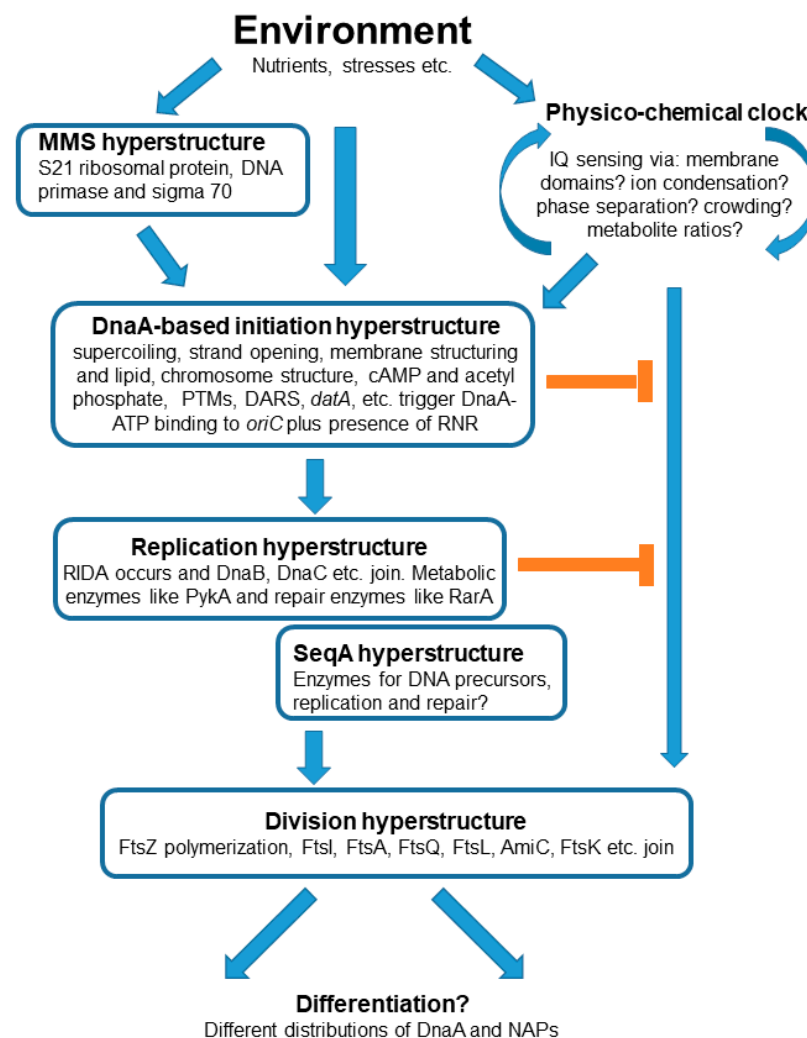 Environment
Nutrients, stresses etc.
MMS hyperstructure
S21 ribosomal protein, DNA
primase and sigma 70
Physico-chemical clock
IQ sensing via: membrane
domains? ion condensation?
phase separation? crowding?
metabolite ratios?
DnaA-based initiation hyperstructure
supercoiling, strand opening, membrane structuring
and lipid, chromosome structure, cAMP and acetyl
phosphate, PTMs, DARS, datA, etc. trigger DnaA-
ATP binding to oriC plus presence of RNR
Replication hyperstructure
RIDA occurs and DnaB, DnaC etc. join. Metabolic
enzymes like PykA and repair enzymes like RarA
SeqA hyperstructure
Enzymes for DNA precursors,
replication and repair?
Division hyperstructure
FtsZ polymerization, FtsI, FtsA, FtsQ, FtsL, AmiC, FtsK etc. join
Differentiation?
Different distributions of DnaA and NAPs